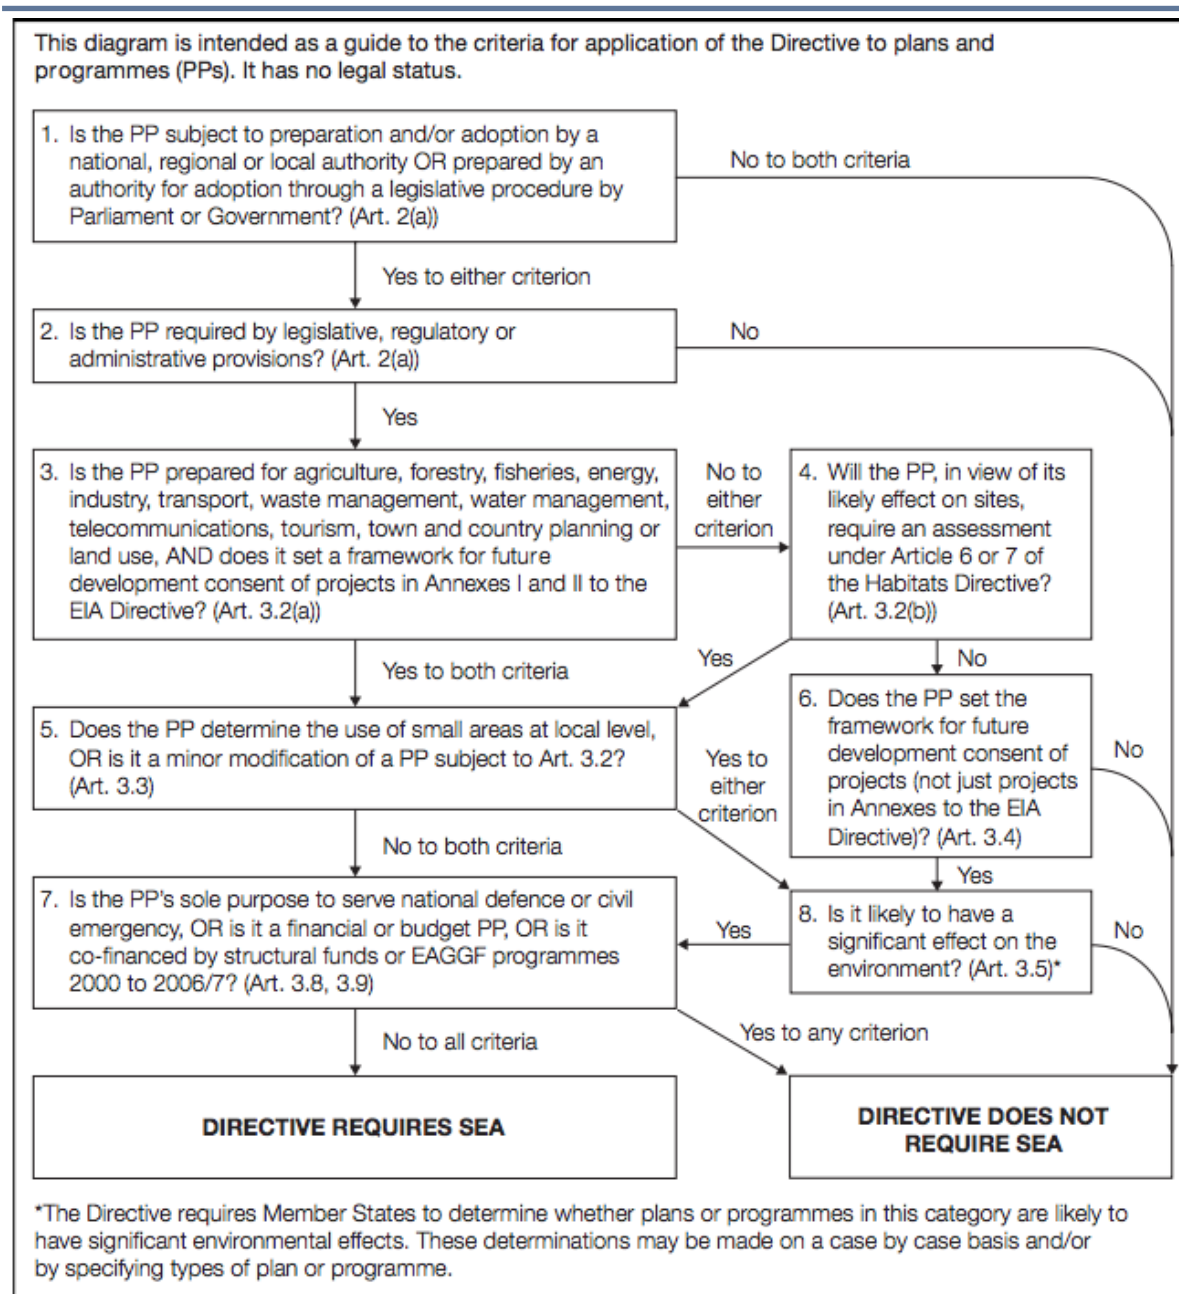 This diagram is intended as a guide to the criteria for application of the Directive to plans and
programmes (PPs). It has no legal status.
1. Is the PP subject to preparation and/or adoption by a
national, regional or local authority OR prepared by an
authority for adoption through a legislative procedure by
Parliament or Government? (Art. 2(a))
No to both criteria
Yes to either criterion
2. Is the PP required by legislative, regulatory or
administrative provisions? (Art. 2(a))
No
Yes
3. Is the PP prepared for agriculture, forestry, fisheries, energy,
industry, transport, waste management, water management,
telecommunications, tourism, town and country planning or
land use, AND does it set a framework for future
development consent of projects in Annexes I and II to the
EIA Directive? (Art. 3.2(a))
No to
either
criterion
4. Will the PP, in view of its
likely effect on sites,
require an assessment
under Article 6 or 7 of
the Habitats Directive?
(Art. 3.2(b))
Yes to both criteria
Yes
No
5. Does the PP determine the use of small areas at local level,
OR is it a minor modification of a PP subject to Art. 3.2?
(Art. 3.3)
Yes to
either
criterion
6. Does the PP set the
framework for future
development consent of
projects (not just projects
in Annexes to the EIA
Directive)? (Art. 3.4)
No
No to both criteria
Yes
7. Is the PP's sole purpose to serve national defence or civil
emergency, OR is it a financial or budget PP, OR is it
co-financed by structural funds or EAGGF programmes
2000 to 2006/7? (Art. 3.8, 3.9)
Yes
8. Is it likely to have a
significant effect on the
environment? (Art. 3.5)*
No
No to all criteria
Yes to any criterion
DIRECTIVE REQUIRES SEA
DIRECTIVE DOES NOT
REQUIRE SEA
*The Directive requires Member States to determine whether plans or programmes in this category are likely to
have significant environmental effects. These determinations may be made on a case by case basis and/or
by specifying types of plan or programme.